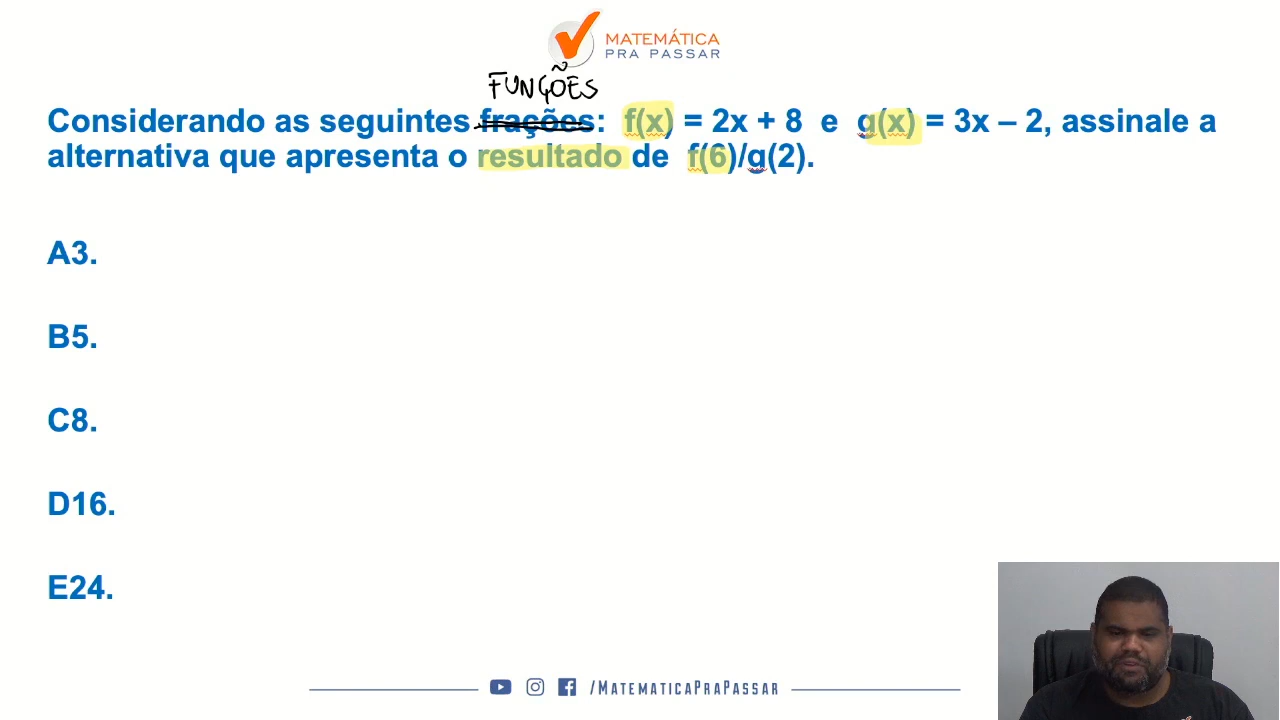 MATEMÁTICA
PRA PASSAR
FUNÇÕES
Considerando as seguintes frações: f(x) = 2x + 8 e g(x) = 3x – 2, assinale a
alternativa que apresenta o resultado de f(6)/g(2).
A3.
B5.
C8.
D16.
E24.
/MATEMATICAPRAPASSAR